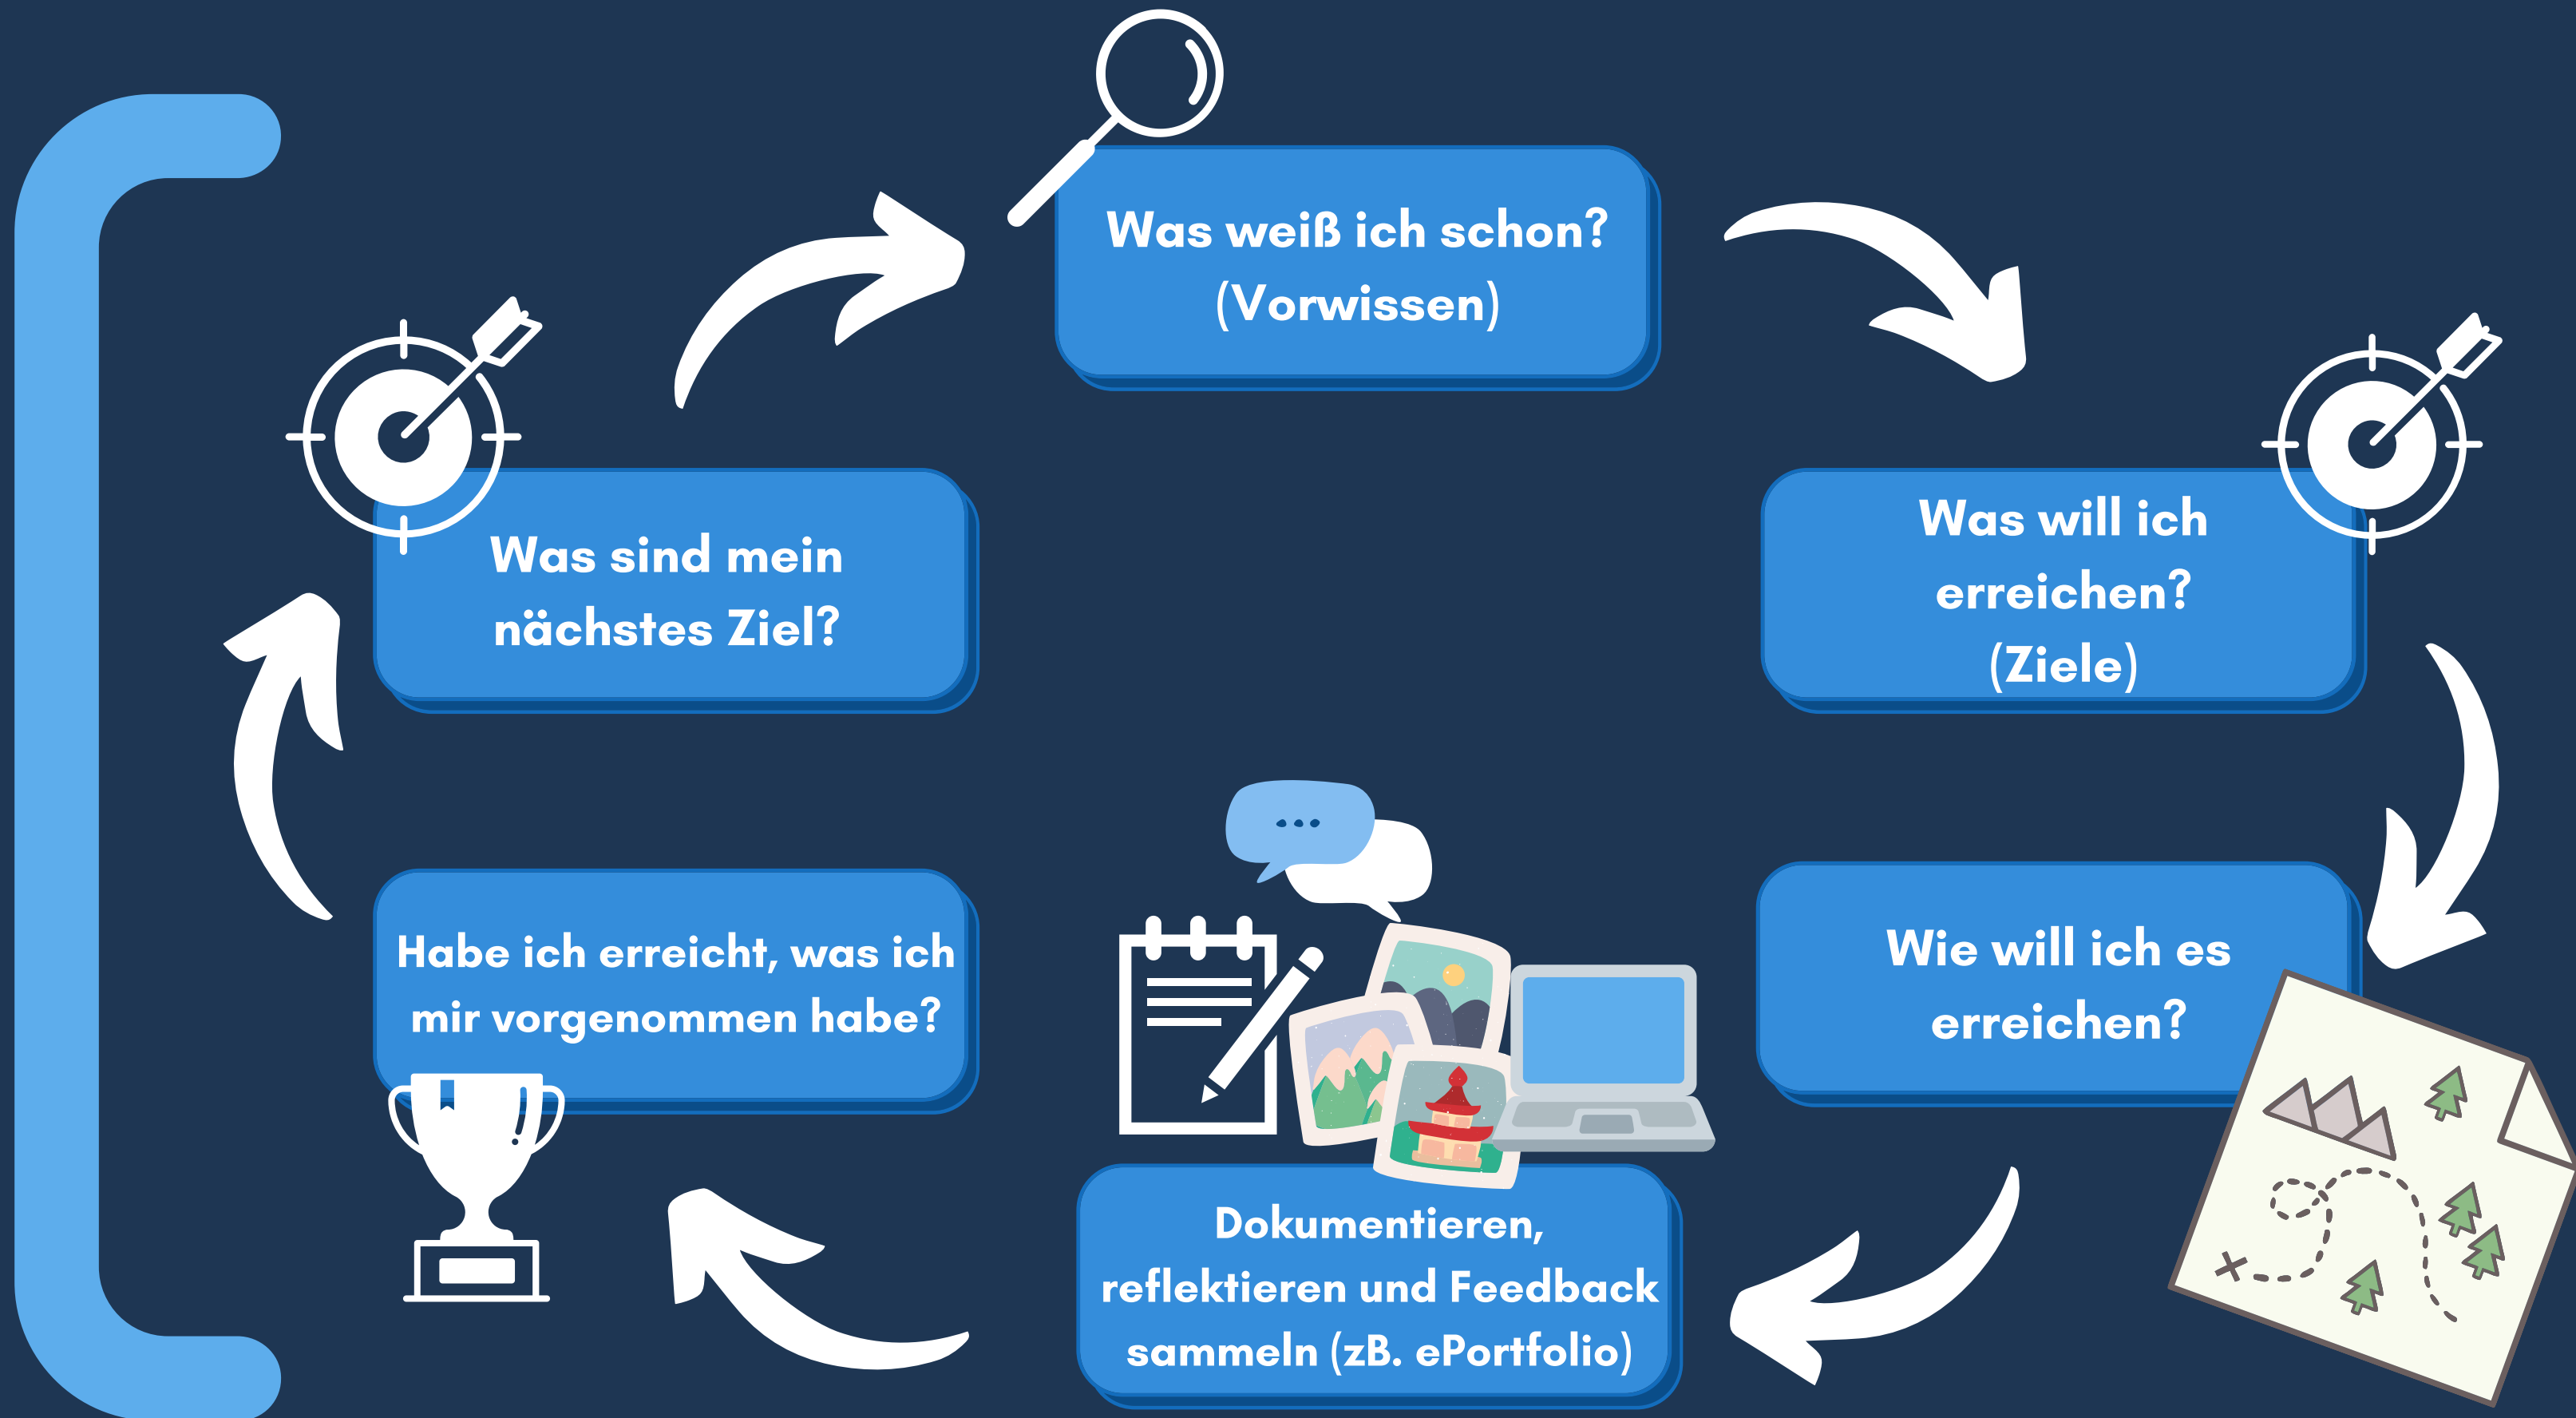 Was weiß ich schon?
(Vorwissen)
Was will ich
erreichen?
(Ziele)
Wie will ich es
erreichen?
Dokumentieren,
reflektieren und Feedback
sammeln (zB. ePortfolio)
Habe ich erreicht, was ich
mir vorgenommen habe?
Was sind mein
nächstes Ziel?